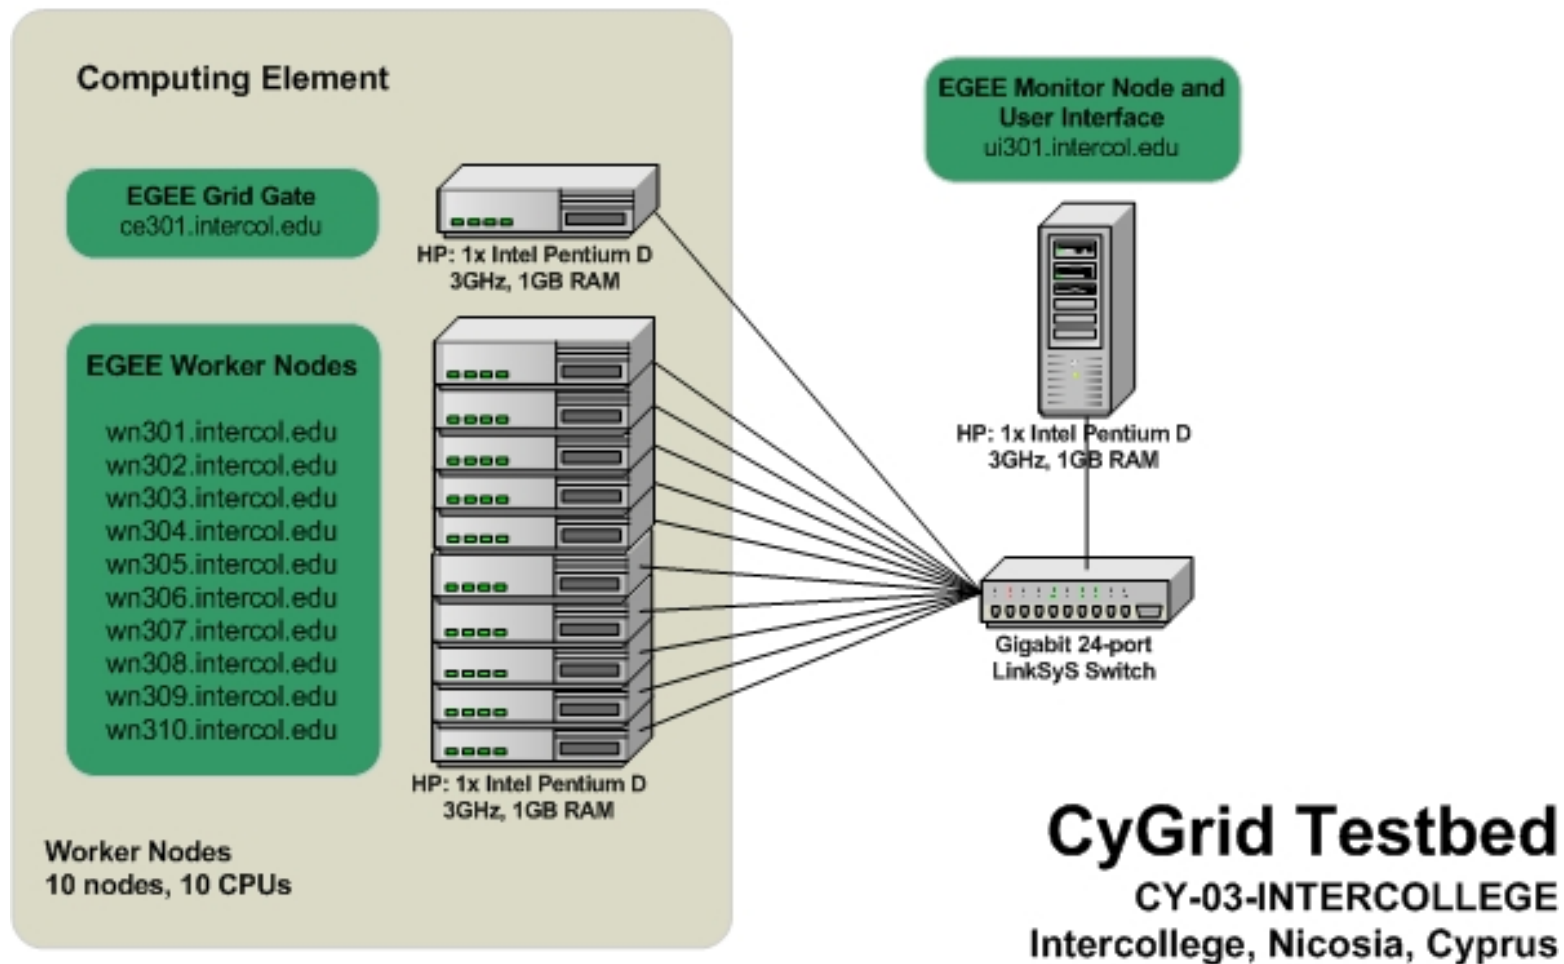 Computing Element
EGEE Grid Gate
ce301.intercol.edu
HP: 1x Intel Pentium D
3GHz, 1GB RAM
EGEE Worker Nodes
wn301.intercol.edu
wn302.intercol.edu
wn303.intercol.edu
wn304.intercol.edu
wn305.intercol.edu
wn306.intercol.edu
wn307.intercol.edu
wn308.intercol.edu
wn309.intercol.edu
wn310.intercol.edu
HP: 1x Intel Pentium D
3GHz, 1GB RAM
Worker Nodes
10 nodes, 10 CPUs
EGEE Monitor Node and
User Interface
ui301.intercol.edu
HP: 1x Intel Pentium D
3GHz, 1GB RAM
Gigabit 24-port
LinkSyS Switch
CyGrid Testbed
CY-03-INTERCOLLEGE
Intercollege, Nicosia, Cyprus